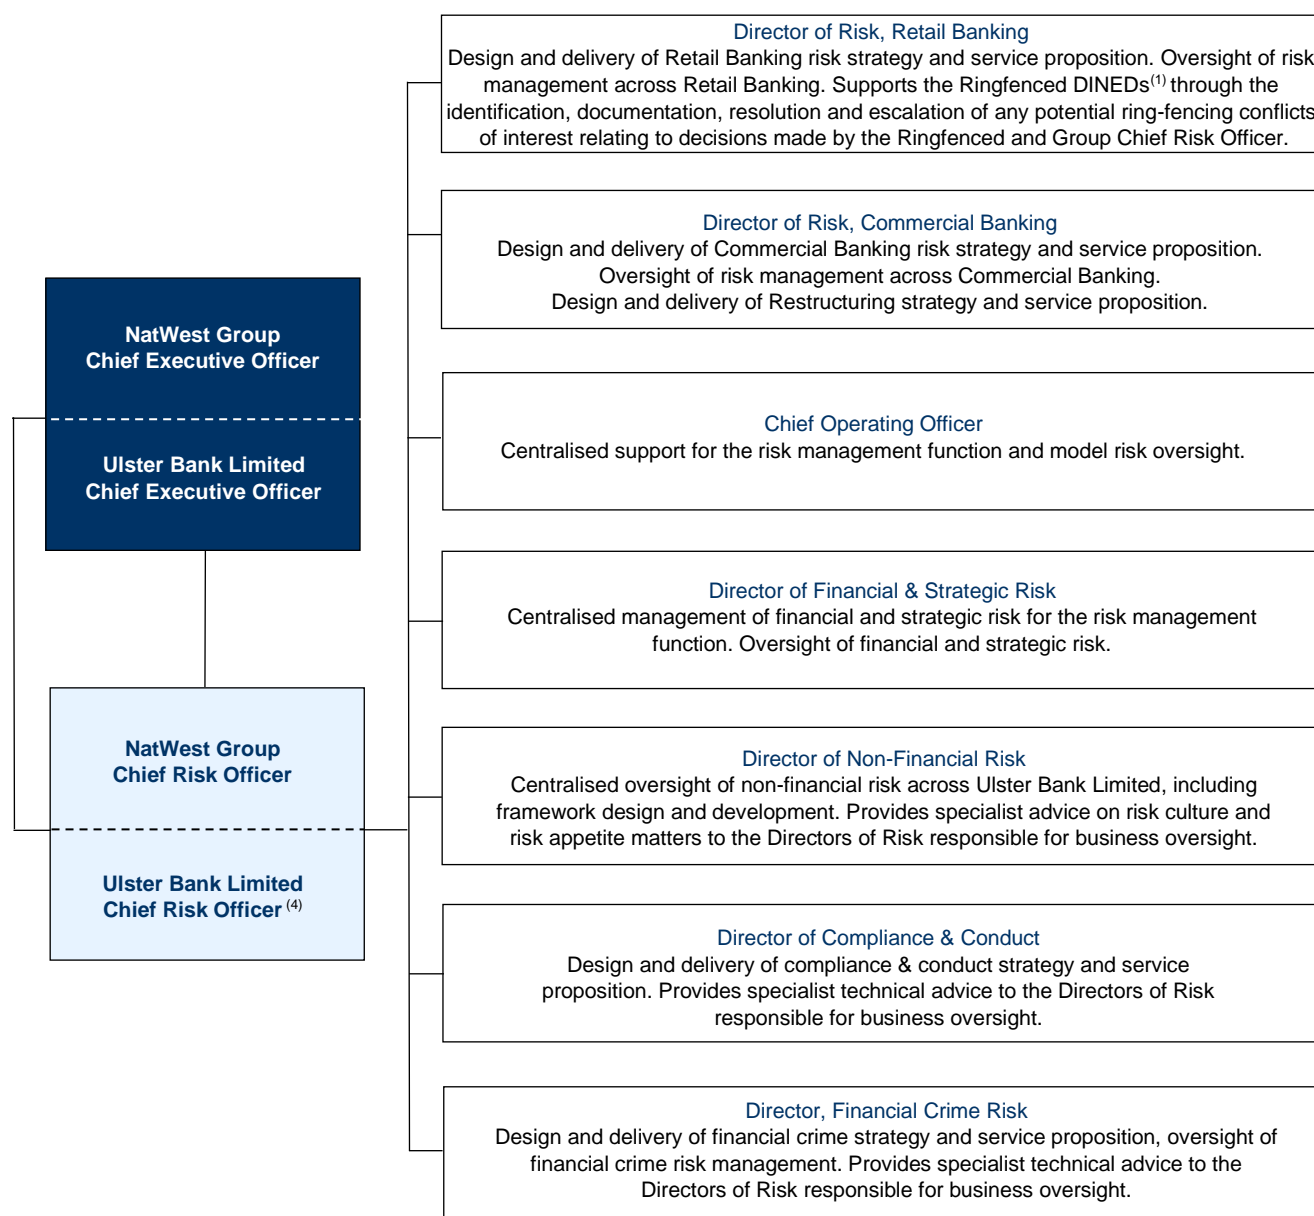 Director of Risk, Retail Banking
Design and delivery of Retail Banking risk strategy and service proposition. Oversight of risk
management across Retail Banking. Supports the Ringfenced DINEDs(1) through the
identification, documentation, resolution and escalation of any potential ring-fencing conflicts
of interest relating to decisions made by the Ringfenced and Group Chief Risk Officer.
Director of Risk, Commercial Banking
Design and delivery of Commercial Banking risk strategy and service proposition.
Oversight of risk management across Commercial Banking.
Design and delivery of Restructuring strategy and service proposition.
NatWest Group
Chief Executive Officer
Ulster Bank Limited
Chief Executive Officer
Chief Operating Officer
Centralised support for the risk management function and model risk oversight.
Director of Financial & Strategic Risk
Centralised management of financial and strategic risk for the risk management
function. Oversight of financial and strategic risk.
NatWest Group
Chief Risk Officer
Ulster Bank Limited
Chief Risk Officer (4)
Director of Non-Financial Risk
Centralised oversight of non-financial risk across Ulster Bank Limited, including
framework design and development. Provides specialist advice on risk culture and
risk appetite matters to the Directors of Risk responsible for business oversight.
Director of Compliance & Conduct
Design and delivery of compliance & conduct strategy and service
proposition. Provides specialist technical advice to the Directors of Risk
responsible for business oversight.
Director, Financial Crime Risk
Design and delivery of financial crime strategy and service proposition, oversight of
financial crime risk management. Provides specialist technical advice to the
Directors of Risk responsible for business oversight.